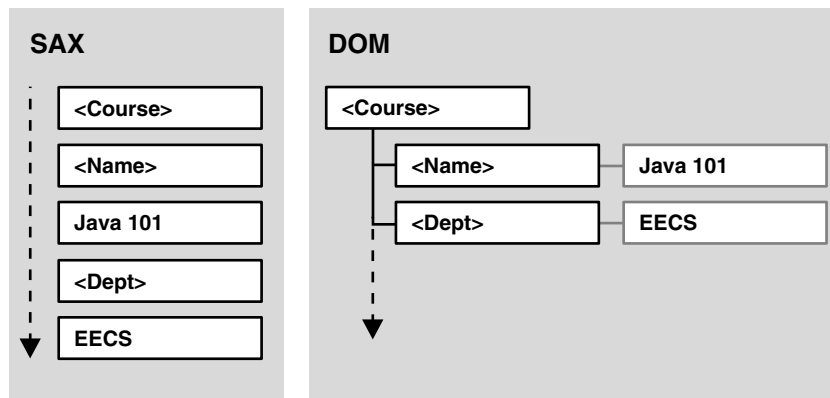 SAX
<Course>
<Name>
Java 101
<Dept>
EECS
DOM
<Course>
<Name> Java 101
<Dept> EECS